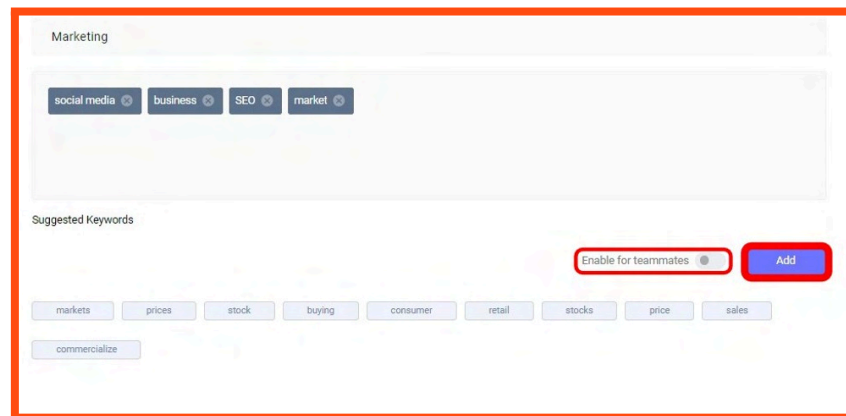 Marketing
social media business SEO market
Suggested Keywords
Enable for teammates Add
markets prices stock buying consumer retail stocks price sales
commercialize